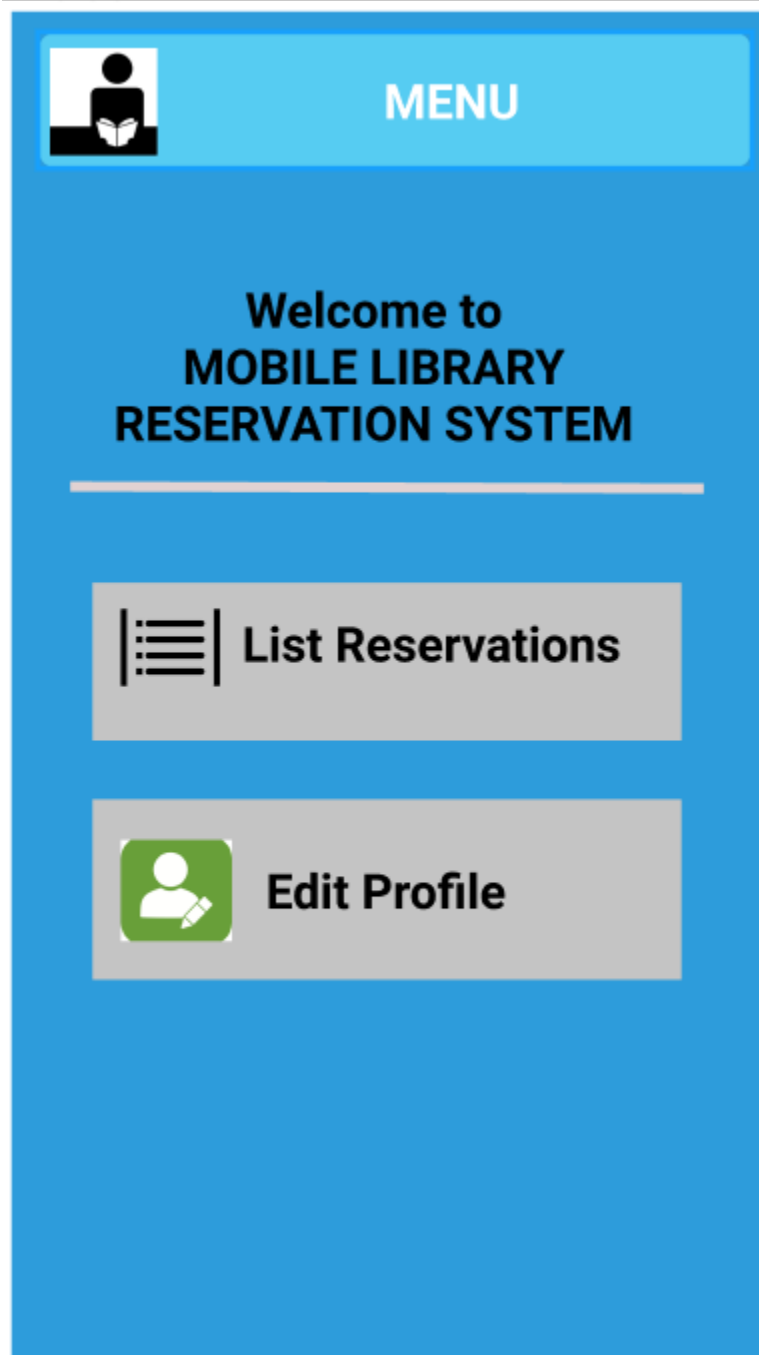 MENU
Welcome to
MOBILE LIBRARY
RESERVATION SYSTEM
List Reservations
Edit Profile